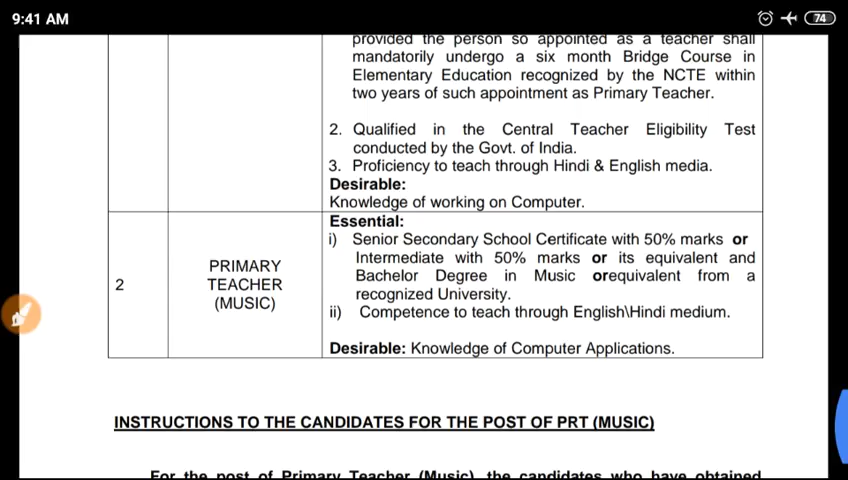 9:41 AM
74
provided the person so appointed as a teacher shall
mandatorily undergo a six month Bridge Course in
Elementary Education recognized by the NCTE within
two years of such appointment as Primary Teacher.
2. Qualified in the Central Teacher Eligibility Test
conducted by the Govt. of India.
3. Proficiency to teach through Hindi & English media.
Desirable:
Knowledge of working on Computer.
2
PRIMARY
TEACHER
(MUSIC)
Essential:
i) Senior Secondary School Certificate with 50% marks or
Intermediate with 50% marks or its equivalent and
Bachelor Degree in Music orequivalent from a
recognized University.
ii) Competence to teach through English\Hindi medium.
Desirable: Knowledge of Computer Applications.
INSTRUCTIONS TO THE CANDIDATES FOR THE POST OF PRT (MUSIC)
For the post of Primary Teacher (Music), the candidates who have obtained